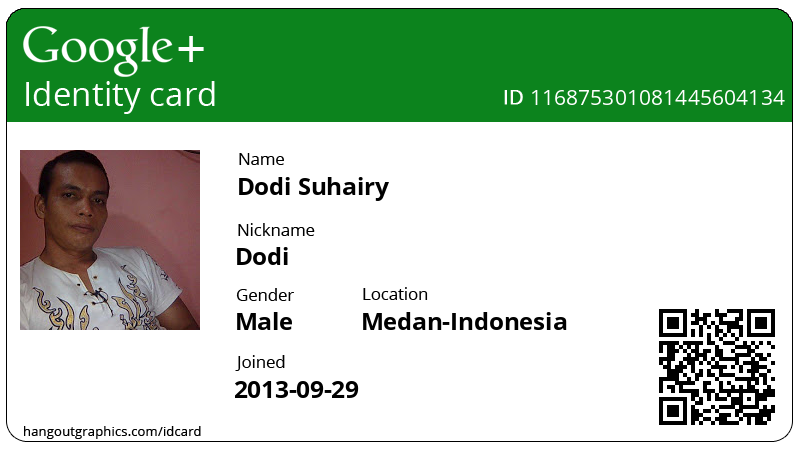 Google+
Identity card
ID 116875301081445604134
Name
Dodi Suhairy
Nickname
Dodi
Gender Location
Male Medan-Indonesia
Joined
2013-09-29
hangoutgraphics.com/idcard